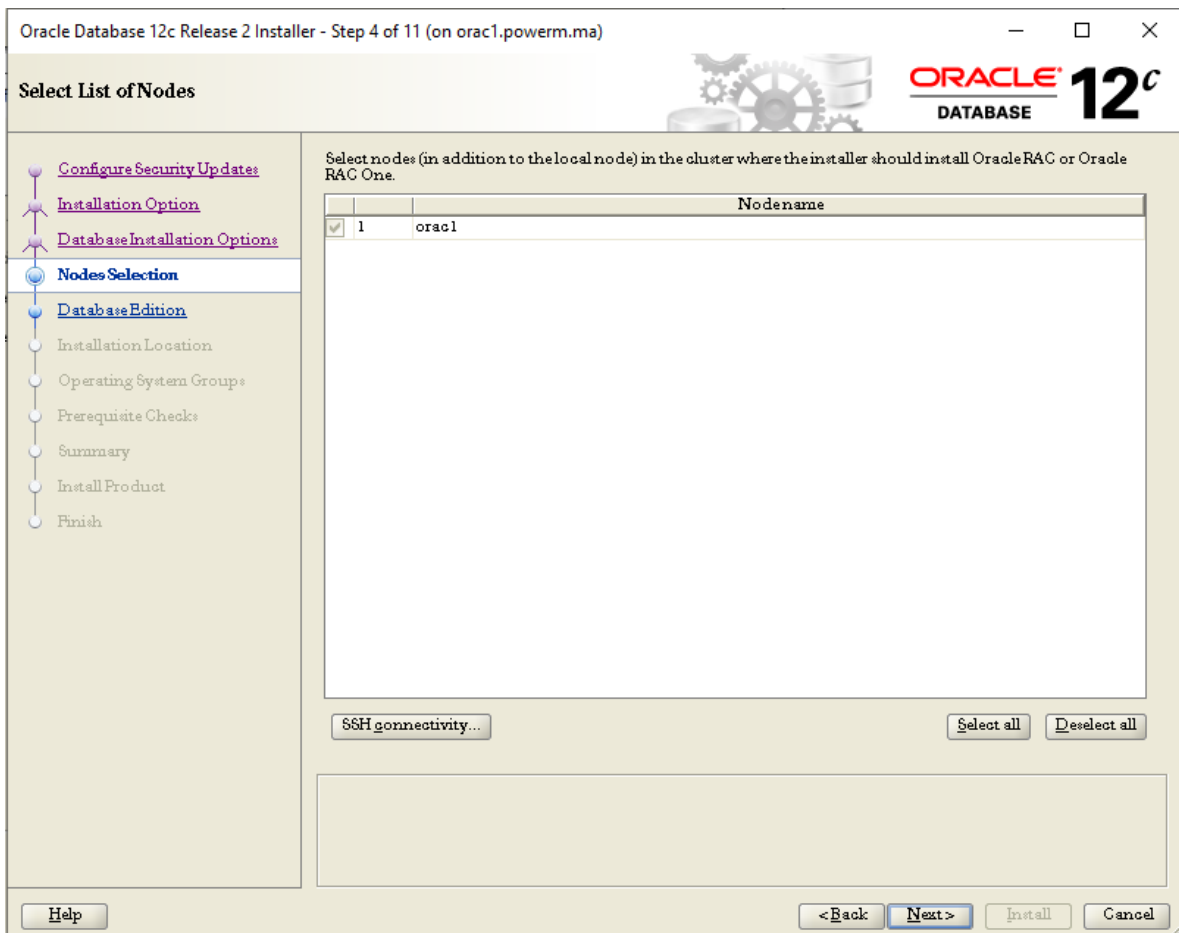 Oracle Database 12c Release 2 Installer - Step 4 of 11 (on orac1.powerm.ma)
Select List of Nodes
ORACLE
DATABASE
12c
Configure Security Updates
Installation Option
Database Installation Options
Nodes Selection
Database Edition
Installation Location
Operating System Groups
Prerequisite Checks
Summary
Install Product
Finish
Select nodes (in addition to the local node) in the cluster where the installer should install Oracle RAC or Oracle
RAC One.
Node name
1 orac1
SSH connectivity...
Select all
Deselect all
Help
< Back
Next >
Install
Cancel